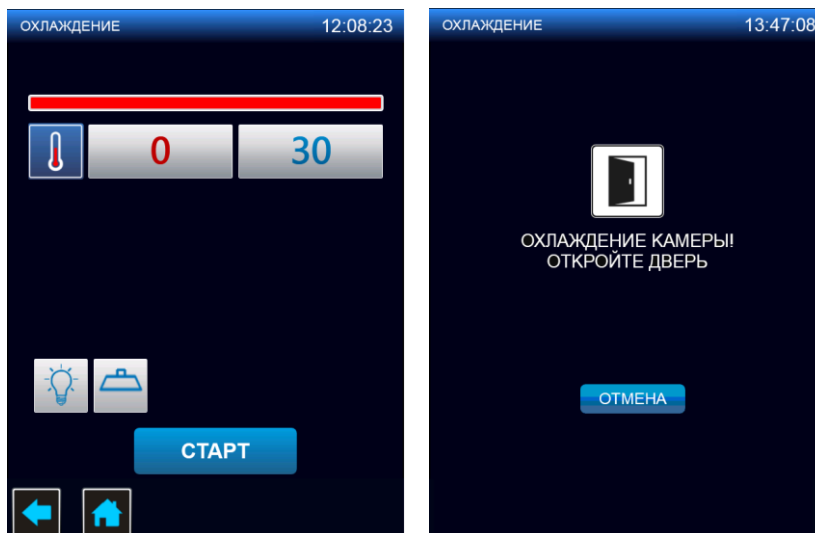 ОХЛАЖДЕНИЕ 12:08:23
0 30
СТАРТ
ОХЛАЖДЕНИЕ 13:47:08
ОХЛАЖДЕНИЕ КАМЕРЫ!
ОТКРОЙТЕ ДВЕРЬ
ОТМЕНА